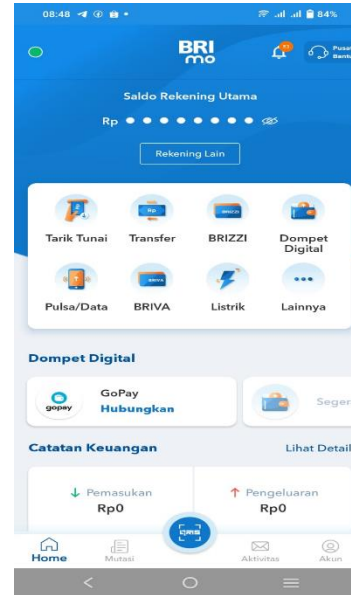 08:48
84%
BRI
mo
Saldo Rekening Utama
Rp
Rekening Lain
Tarik Tunai Transfer BRIZZI Dompet Digital
Pulsa/Data BRIVA Listrik Lainnya
Dompet Digital
gopay
GoPay
Hubungkan
Seger
Catatan Keuangan Lihat Detail
Pemasukan
Rp0
Pengeluaran
Rp0
QRIS
Home Mutasi Aktivitas Akun